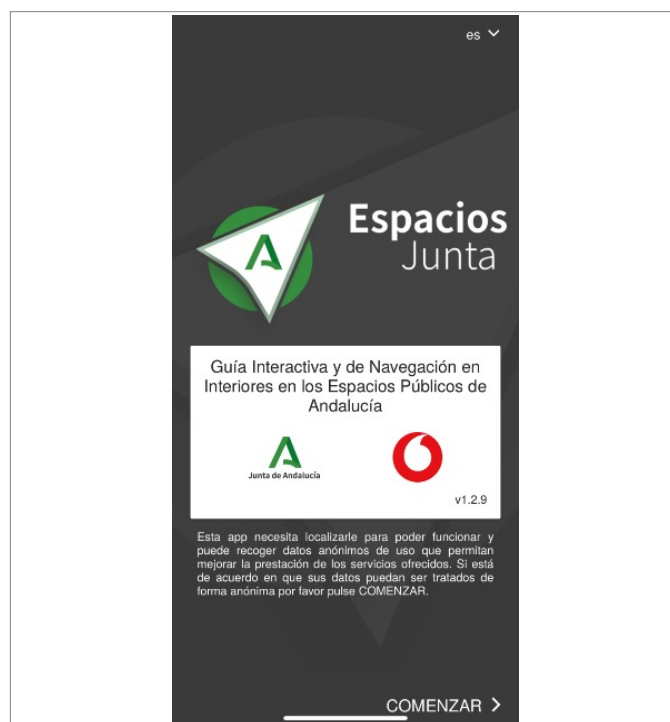 es
Espacios
Junta
Guía Interactiva y de Navegación en
Interiores en los Espacios Públicos de
Andalucía
Junta de Andalucía
v1.2.9
Esta app necesita localizarle para poder funcionar y
puede recoger datos anónimos de uso que permitan
mejorar la prestación de los servicios ofrecidos. Si está
de acuerdo en que sus datos puedan ser tratados de
forma anónima por favor pulse COMENZAR.
COMENZAR